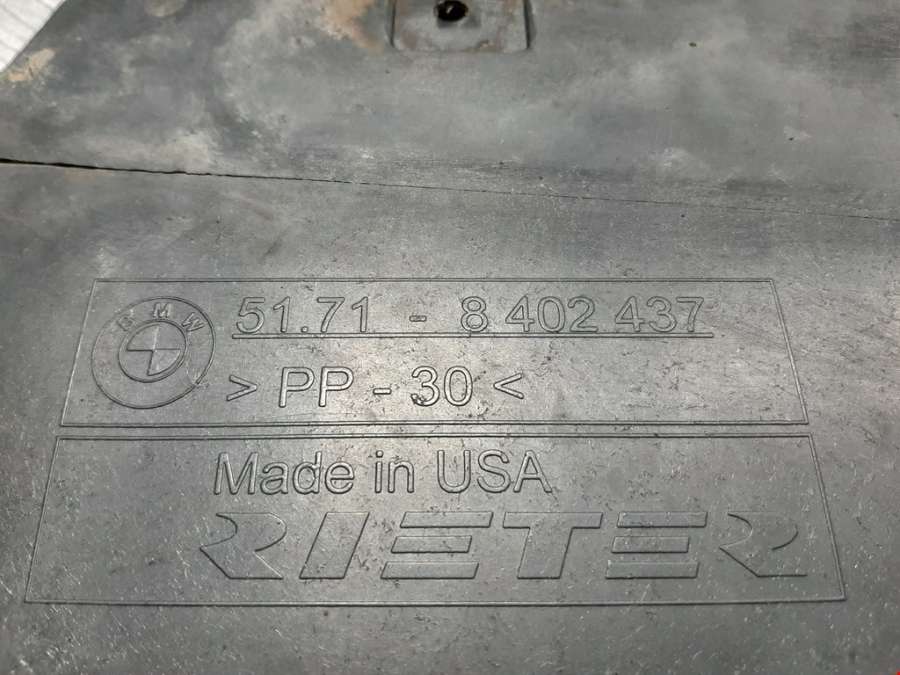 BMW
51.71 - 8 402 437
> PP - 30 <
Made in USA
RIETER